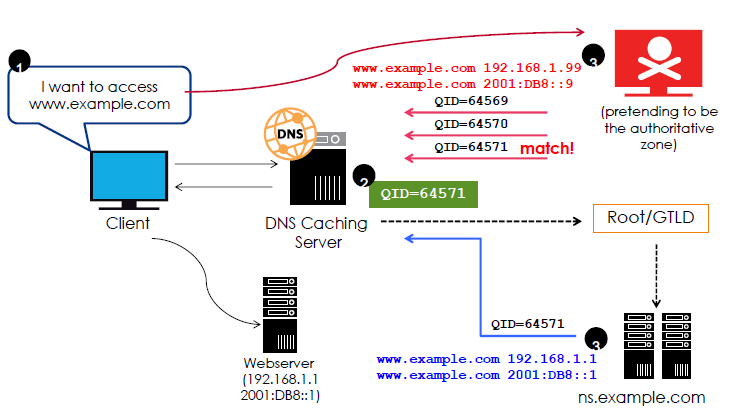 1
I want to access
www.example.com
3
www.example.com 192.168.1.99
www.example.com 2001:DB8::9
QID=64569
QID=64570
QID=64571 match!
(pretending to be
the authoritative
zone)
DNS
2
QID=64571
Client
DNS Caching
Server
Root/GTLD
QID=64571
3
www.example.com 192.168.1.1
www.example.com 2001:DB8::1
Webserver
(192.168.1.1
2001:DB8::1)
ns.example.com